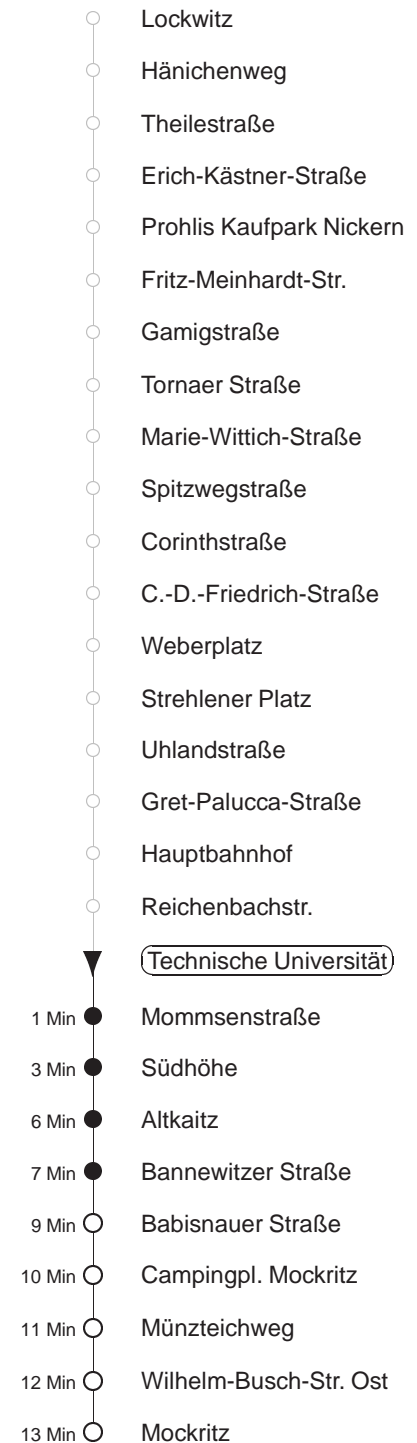 Lockwitz
Hänichenweg
Theilestraße
Erich-Kästner-Straße
Prohlis Kaufpark Nickern
Fritz-Meinhardt-Str.
Gamigstraße
Tornaer Straße
Marie-Wittich-Straße
Spitzwegstraße
Corinthstraße
C.-D.-Friedrich-Straße
Weberplatz
Strehlener Platz
Uhlandstraße
Gret-Palucca-Straße
Hauptbahnhof
Reichenbachstr.
Technische Universität
1 Min Mommsenstraße
3 Min Südhöhe
6 Min Altkaitz
7 Min Bannewitzer Straße
9 Min Babisnauer Straße
10 Min Campingpl. Mockritz
11 Min Münzteichweg
12 Min Wilhelm-Busch-Str. Ost
13 Min Mockritz